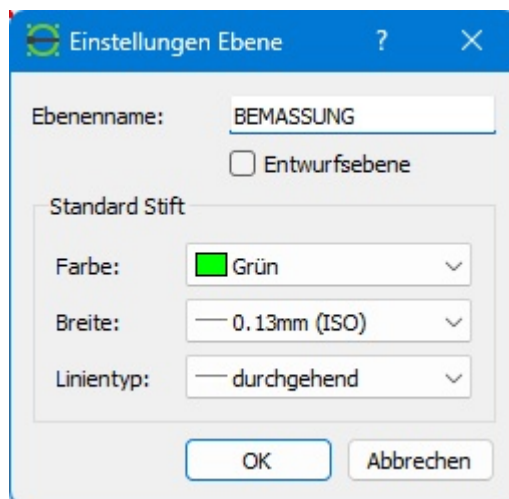 Einstellungen Ebene ?
Ebenenname: BEMASSUNG
Entwurfsebene
Standard Stift
Farbe: Grün
Breite: 0.13mm (ISO)
Linientyp: durchgehend
OK Abbrechen